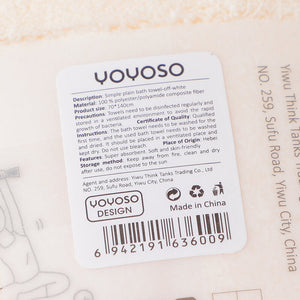 YOYOSO
Description: Simple plain bath towel-off-white
Material: 100 % polyester/polyamide composite fiber
Product size: 70*140cm
Precautions: Towels need to be disinfected regularly and
stored in a ventilated environment to avoid the rapid
growth of bacteria. Certificate of Quality: Qualified
Instructions: The bath towel needs to be washed for the
first time, and the used bath towel needs to be washed
and dried. It should be placed in a ventilated place and
kept dry. Do not use bleach. Place of Origin: Hebei
Features: Super absorbent, Soft and skin-friendly
Storage method: Keep away from fire, clean and dry
after use, do not expose to the sun
Agent and address: Yiwu Think Tanks Trading Co., Ltd
NO. 259, Sufu Road, Yiwu City, China
YOYOSO
DESIGN
Made in China
6942191636009
Yiwu Think Tanks
NO. 259, Sufu Road, Yiwu City, China